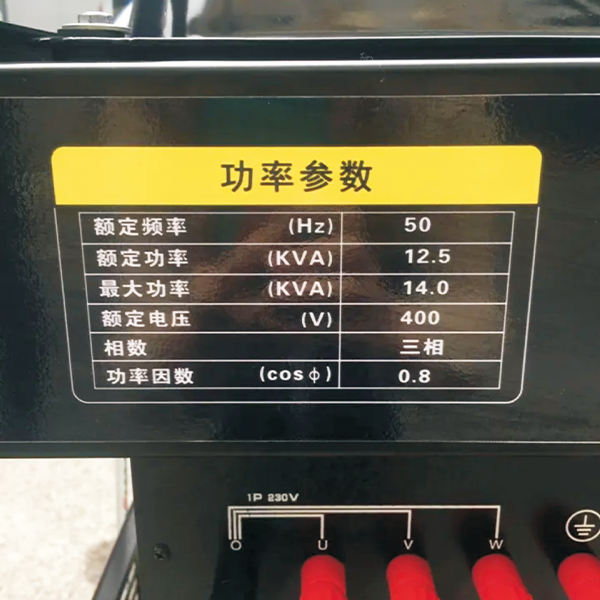 功率参数
额定频率 (Hz) 50
额定功率 (KVA) 12.5
最大功率 (KVA) 14.0
额定电压 (V) 400
相数 三相
功率因数 (cosϕ) 0.8
1P 230V
O U V W